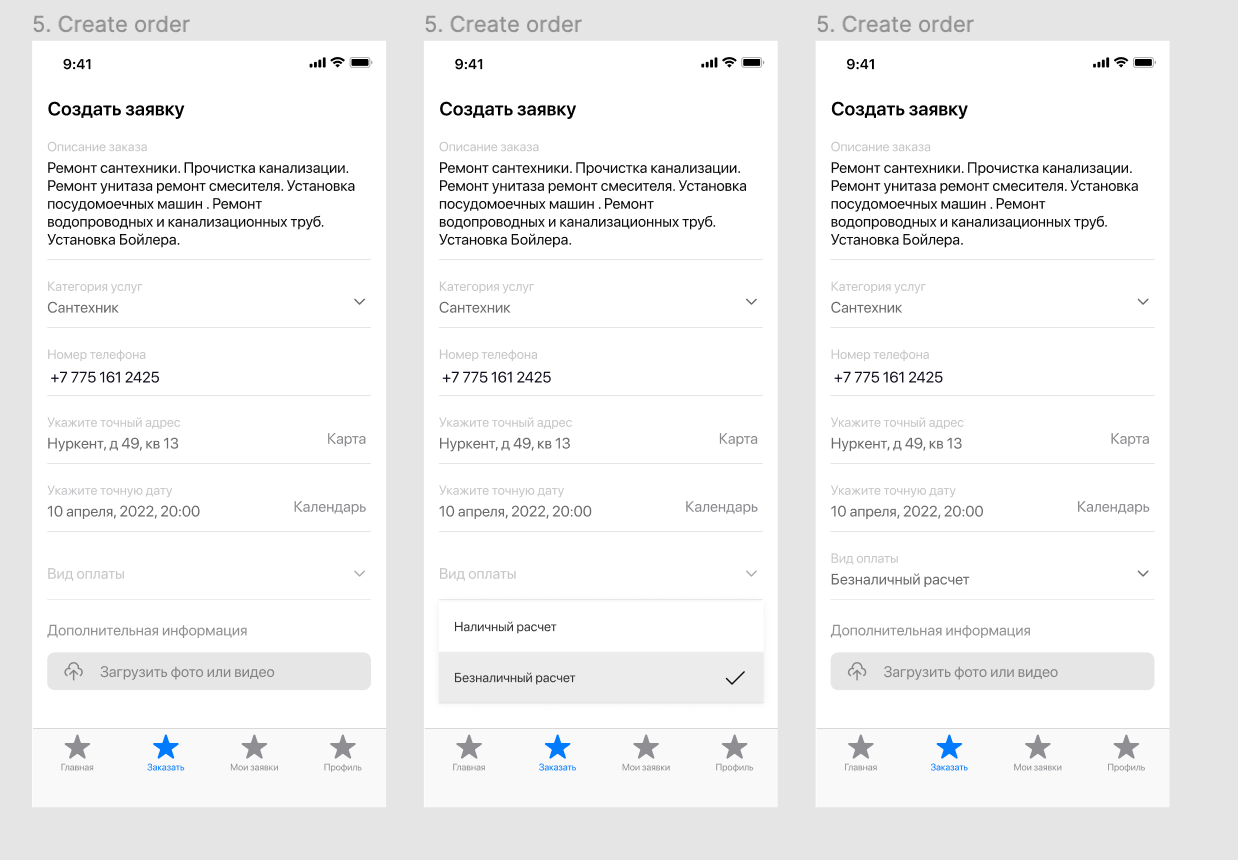 5. Create order
9:41
Создать заявку
Описание заказа
Ремонт сантехники. Прочистка канализации.
Ремонт унитаза ремонт смесителя. Установка
посудомоечных машин . Ремонт
водопроводных и канализационных труб.
Установка Бойлера.
Категория услуг
Сантехник
Номер телефона
+7 775 161 2425
Укажите точный адрес
Нуркент, д 49, кв 13
Карта
Укажите точную дату
10 апреля, 2022, 20:00
Календарь
Вид оплаты
Дополнительная информация
Загрузить фото или видео
Главная
Заказать
Мои заявки
Профиль
5. Create order
9:41
Создать заявку
Описание заказа
Ремонт сантехники. Прочистка канализации.
Ремонт унитаза ремонт смесителя. Установка
посудомоечных машин . Ремонт
водопроводных и канализационных труб.
Установка Бойлера.
Категория услуг
Сантехник
Номер телефона
+7 775 161 2425
Укажите точный адрес
Нуркент, д 49, кв 13
Карта
Укажите точную дату
10 апреля, 2022, 20:00
Календарь
Вид оплаты
Наличный расчет
Безналичный расчет
Главная
Заказать
Мои заявки
Профиль
5. Create order
9:41
Создать заявку
Описание заказа
Ремонт сантехники. Прочистка канализации.
Ремонт унитаза ремонт смесителя. Установка
посудомоечных машин . Ремонт
водопроводных и канализационных труб.
Установка Бойлера.
Категория услуг
Сантехник
Номер телефона
+7 775 161 2425
Укажите точный адрес
Нуркент, д 49, кв 13
Карта
Укажите точную дату
10 апреля, 2022, 20:00
Календарь
Вид оплаты
Безналичный расчет
Дополнительная информация
Загрузить фото или видео
Главная
Заказать
Мои заявки
Профиль